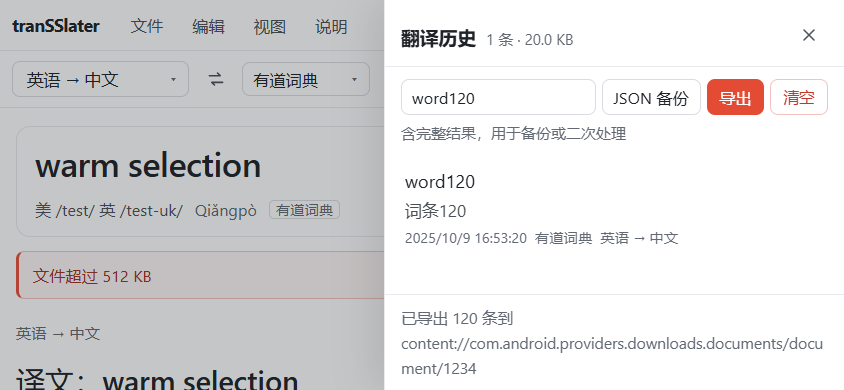 tranSSlater 文件 编辑 视图 说明
英语 → 中文 有道词典
warm selection
美 /test/ 英 /test-uk/ Qiǎngpò 有道词典
文件超过 512 KB
英语 → 中文
译文：warm selection
翻译历史 1 条 · 20.0 KB
word120 JSON 备份 导出 清空
含完整结果，用于备份或二次处理
word120
词条120
2025/10/9 16:53:20 有道词典 英语 → 中文
已导出 120 条到
content://com.android.providers.downloads.documents/docu
ment/1234